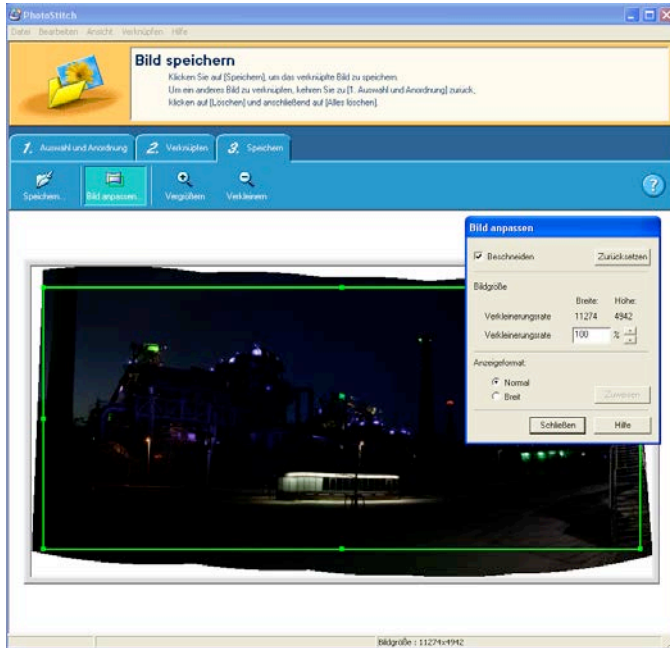 PhotoStitch
Datei Bearbeiten Ansicht Verknüpfen Hilfe
Bild speichern
Klicken Sie auf [Speichern], um das verknüpfte Bild zu speichern.
Um ein anderes Bild zu verknüpfen, kehren Sie zu [1. Auswahl und Anordnung] zurück,
klicken auf [Löschen] und anschließend auf [Alles löschen].
1. Auswahl und Anordnung 2. Verknüpfen 3. Speichern
Speichern... Bild anpassen... Vergrößern Verkleinern
?
Bild anpassen
Beschneiden Zurücksetzen
Bildgröße
Breite: Höhe:
Verkleinerungsrate 11274 4942
Verkleinerungsrate 100 %
Anzeigeformat:
Normal
Breit Zuweisen
Schließen Hilfe
Bildgröße : 11274x4942